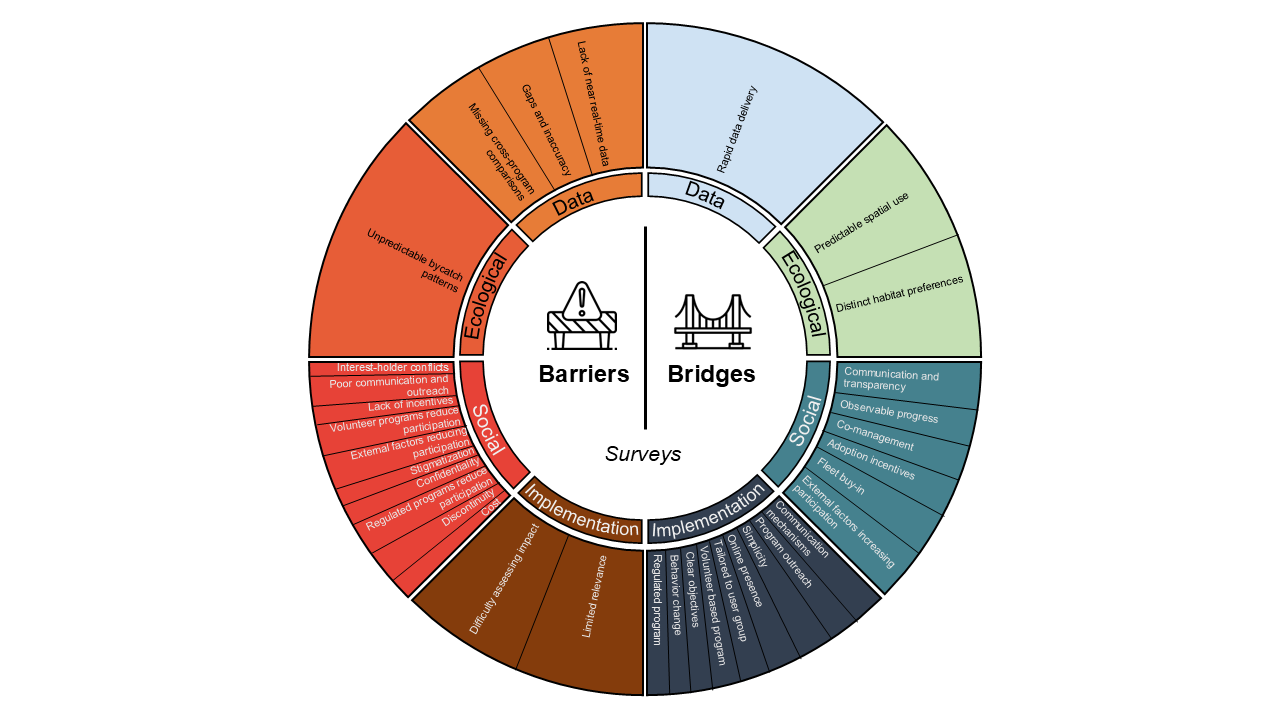 Lack of near real-time data
Gaps and inaccuracy
Missing cross-program
comparisons
Data
Unpredictable bycatch
patterns
Ecological
Interest-holder conflicts
Poor communication and
outreach
Lack of incentives
Volunteer programs reduce
participation
External factors reducing
participation
Stigmatization
Confidentiality
Regulated programs reduce
participation
Discontinuity
Cost
Social
Difficulty assessing impact
Limited relevance
Implementation
Barriers
Bridges
Surveys
Rapid data delivery
Data
Predictable spatial use
Distinct habitat preferences
Ecological
Communication and
transparency
Observable progress
Co-management
Adoption incentives
Fleet buy-in
External factors increasing
participation
Social
Communication
mechanisms
Program outreach
Simplicity
Online presence
Tailored to user group
Volunteer based program
Clear objectives
Behavior change
Regulated program
Implementation